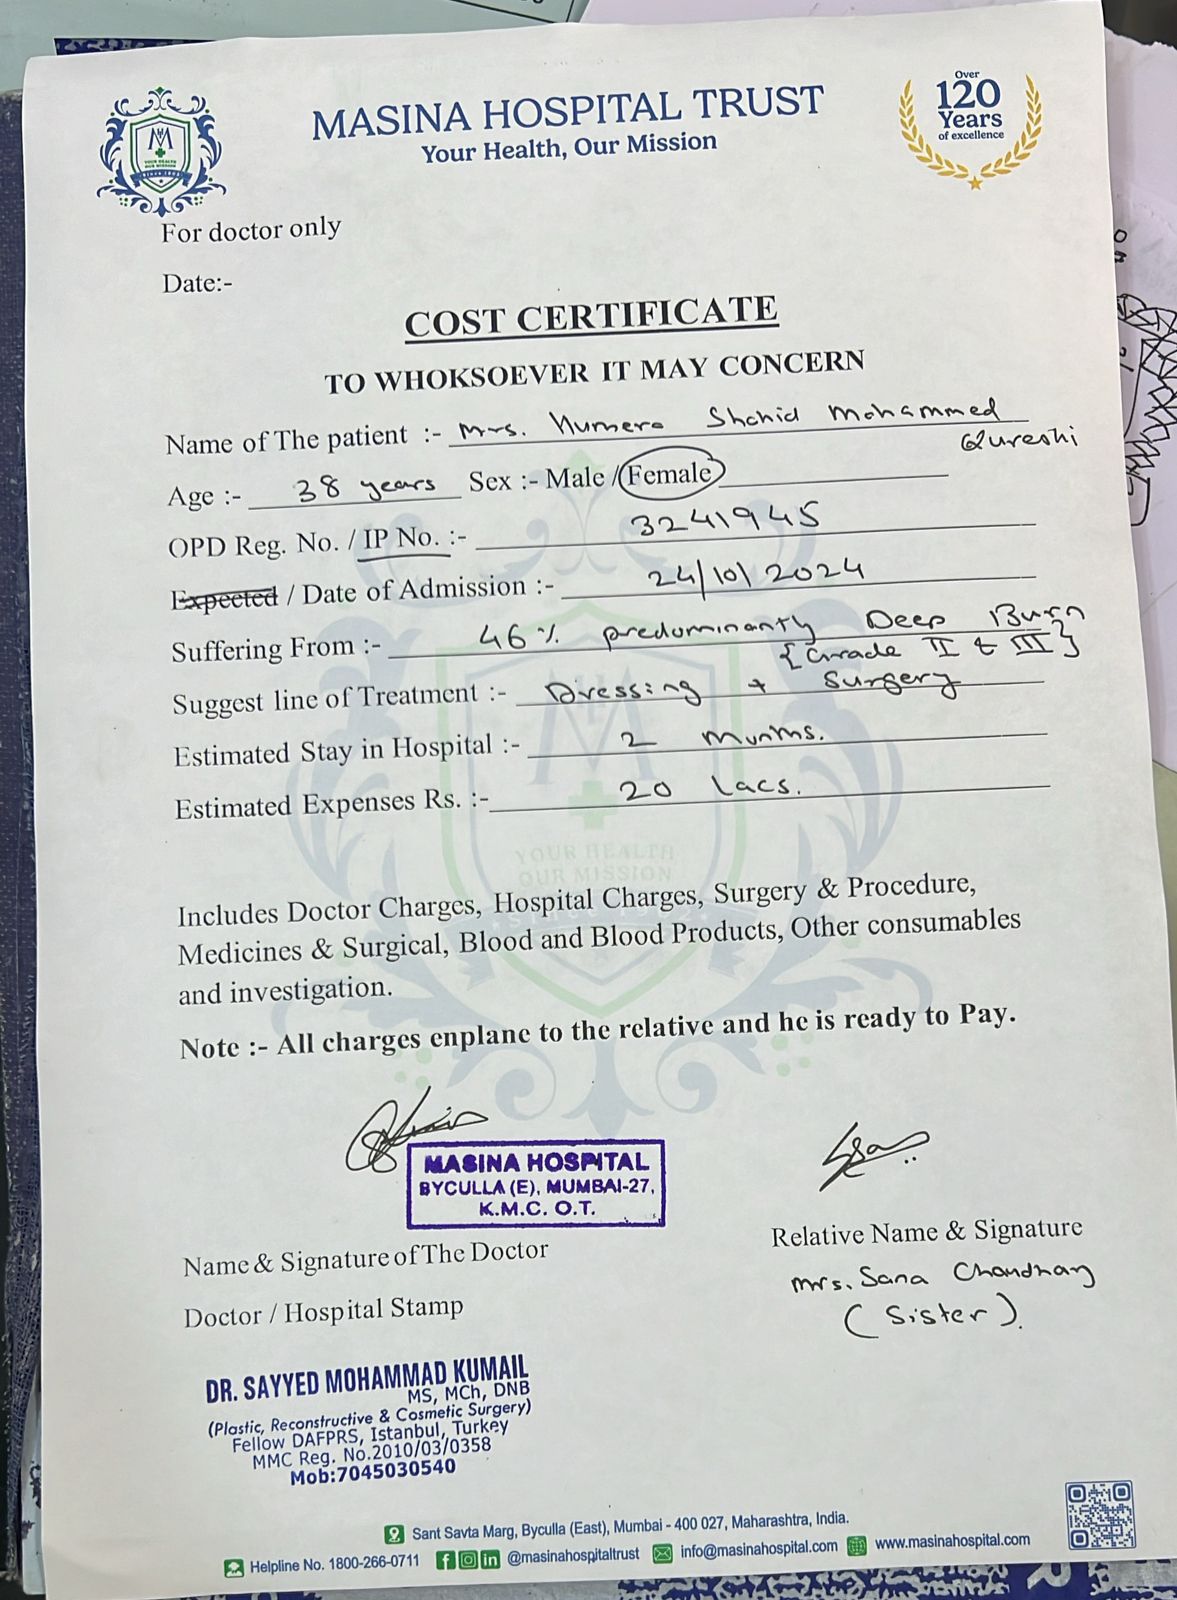 MASINA HOSPITAL TRUST
Your Health, Our Mission
Over
120
Years
of excellence
YOUR HEALTH
OUR MISSION
For doctor only
Date:-
COST CERTIFICATE
TO WHOKSOEVER IT MAY CONCERN
Name of The patient :- Mrs. Humera Shahid Mohammed
Qureshi
Age :- 38 years Sex :- Male / Female
OPD Reg. No. / IP No. :- 3241945
Expected / Date of Admission :- 24/10/2024
Suffering From :- 46% predominantly Deep Burn
{Grade II & III}
Suggest line of Treatment :- Dressing + Surgery
Estimated Stay in Hospital :- 2 months.
Estimated Expenses Rs. :- 20 Lacs.
YOUR HEALTH
OUR MISSION
Includes Doctor Charges, Hospital Charges, Surgery & Procedure,
Medicines & Surgical, Blood and Blood Products, Other consumables
and investigation.
Note :- All charges enplane to the relative and he is ready to Pay.
MASINA HOSPITAL
BYCULLA (E), MUMBAI-27,
K.M.C. O.T.
Name & Signature of The Doctor
Relative Name & Signature
Mrs. Sana Chaudhary
(Sister).
Doctor / Hospital Stamp
DR. SAYYED MOHAMMAD KUMAIL
MS, MCh, DNB
(Plastic, Reconstructive & Cosmetic Surgery)
Fellow DAFPRS, Istanbul, Turkey
MMC Reg. No.2010/03/0358
Mob:7045030540
Sant Savta Marg, Byculla (East), Mumbai - 400 027, Maharashtra, India.
Helpline No. 1800-266-0711 @masinahospitaltrust info@masinahospital.com www.masinahospital.com